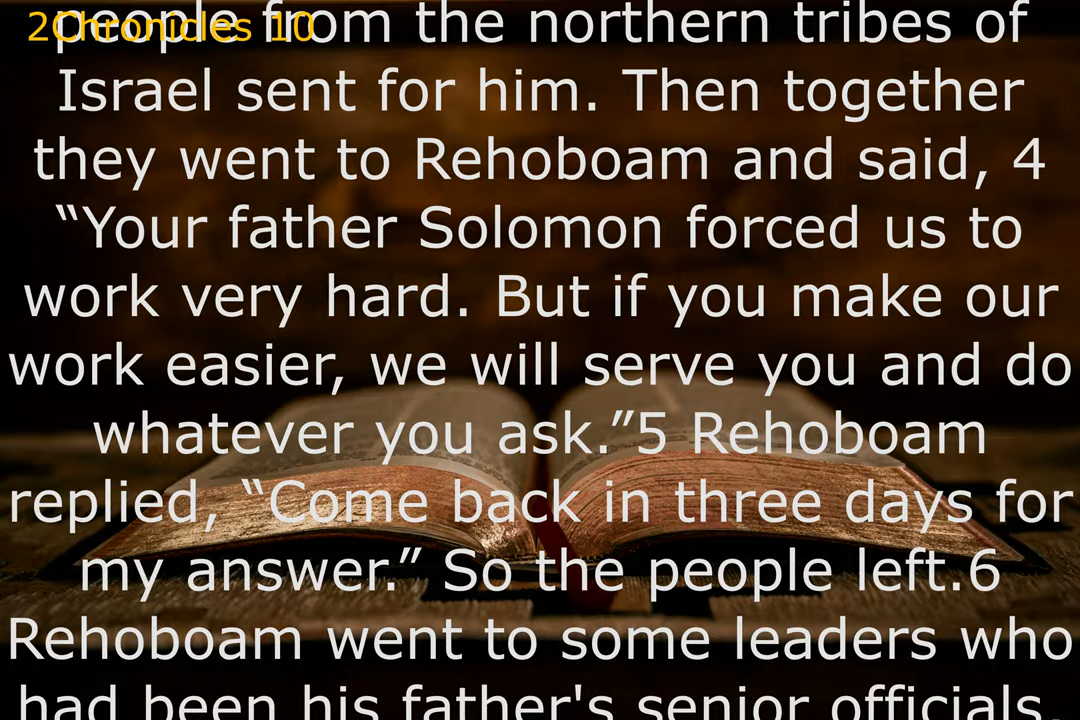 2Chronicles 10
people from the northern tribes of
Israel sent for him. Then together
they went to Rehoboam and said, 4
“Your father Solomon forced us to
work very hard. But if you make our
work easier, we will serve you and do
whatever you ask.”5 Rehoboam
replied, “Come back in three days for
my answer.” So the people left.6
Rehoboam went to some leaders who
had been his father's senior officials,